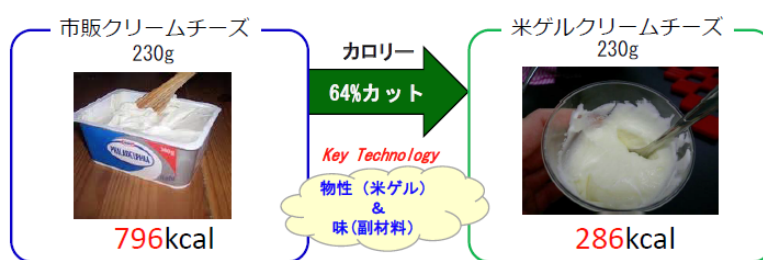 市販クリームチーズ
230g
PHILADELPHIA
796kcal
カロリー
64%カット
Key Technology
物性（米ゲル）
&
味(副材料)
米ゲルクリームチーズ
230g
286kcal